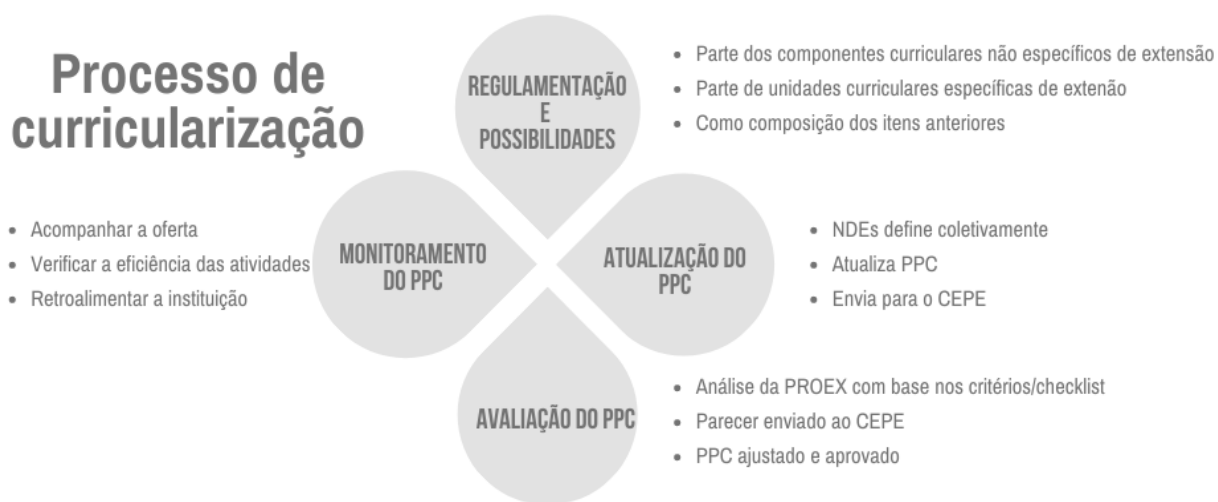 Processo de
curricularização
REGULAMENTAÇÃO
E
POSSIBILIDADES
• Parte dos componentes curriculares não específicos de extensão
• Parte de unidades curriculares específicas de extenão
• Como composição dos itens anteriores
• Acompanhar a oferta
• Verificar a eficiência das atividades
• Retroalimentar a instituição
MONITORAMENTO
DO PPC
ATUALIZAÇÃO DO
PPC
• NDEs define coletivamente
• Atualiza PPC
• Envia para o CEPE
AVALIAÇÃO DO PPC
• Análise da PROEX com base nos critérios/checklist
• Parecer enviado ao CEPE
• PPC ajustado e aprovado